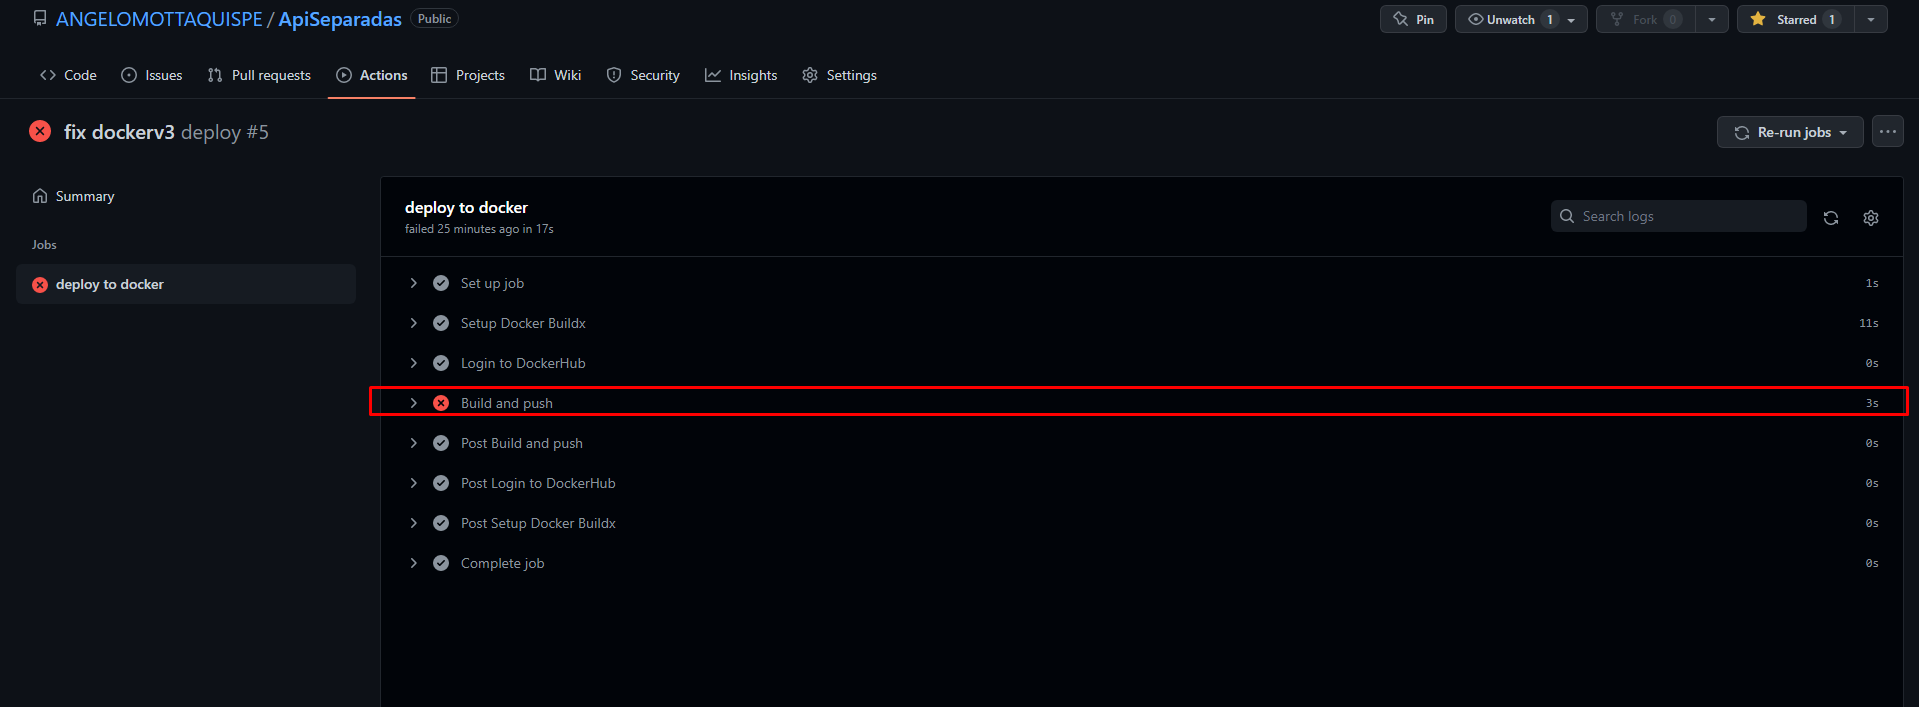 ANGELOMOTTAQUISPE / ApiSeparadas Public Pin Unwatch 1 Fork 0 Starred 1
Code Issues Pull requests Actions Projects Wiki Security Insights Settings
fix dockerv3 deploy #5 Re-run jobs
Summary
Jobs
deploy to docker
deploy to docker
failed 25 minutes ago in 17s
Search logs
Set up job 1s
Setup Docker Buildx 11s
Login to DockerHub 0s
Build and push 3s
Post Build and push 0s
Post Login to DockerHub 0s
Post Setup Docker Buildx 0s
Complete job 0s